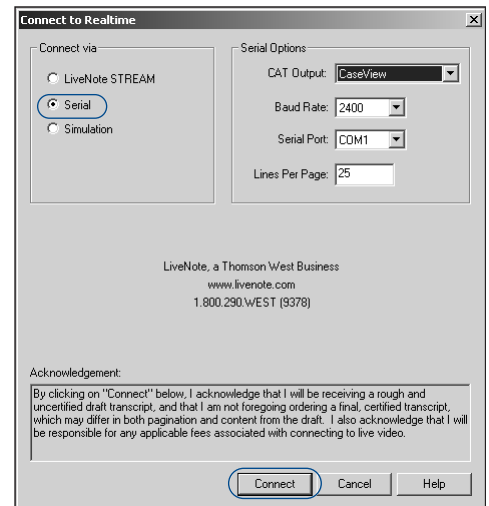 Connect to Realtime
Connect via
LiveNote STREAM
Serial
Simulation
Serial Options
CAT Output: CaseView
Baud Rate: 2400
Serial Port: COM1
Lines Per Page: 25
LiveNote, a Thomson West Business
www.livenote.com
1.800.290.WEST (9378)
Acknowledgement:
By clicking on "Connect" below, I acknowledge that I will be receiving a rough and
uncertified draft transcript, and that I am not foregoing ordering a final, certified transcript,
which may differ in both pagination and content from the draft. I also acknowledge that I will
be responsible for any applicable fees associated with connecting to live video.
Connect Cancel Help